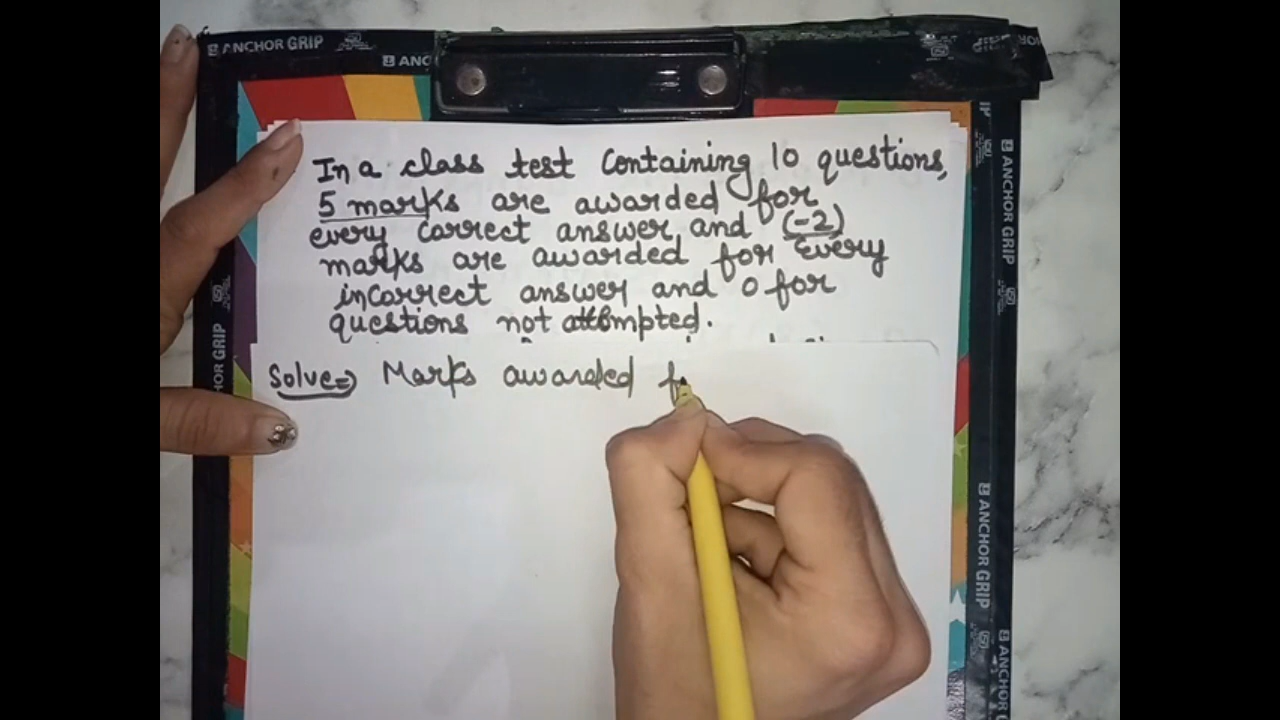 ANCHOR GRIP
ANC
In a class test containing 10 questions,
5 marks are awarded for
every correct answer and (-2)
marks are awarded for every
incorrect answer and 0 for
questions not attempted.
Solve⇒ Marks awarded f
ANCHOR GRIP
ANCHOR GRIP
ANCHOR GRIP
ANCHOR GRIP